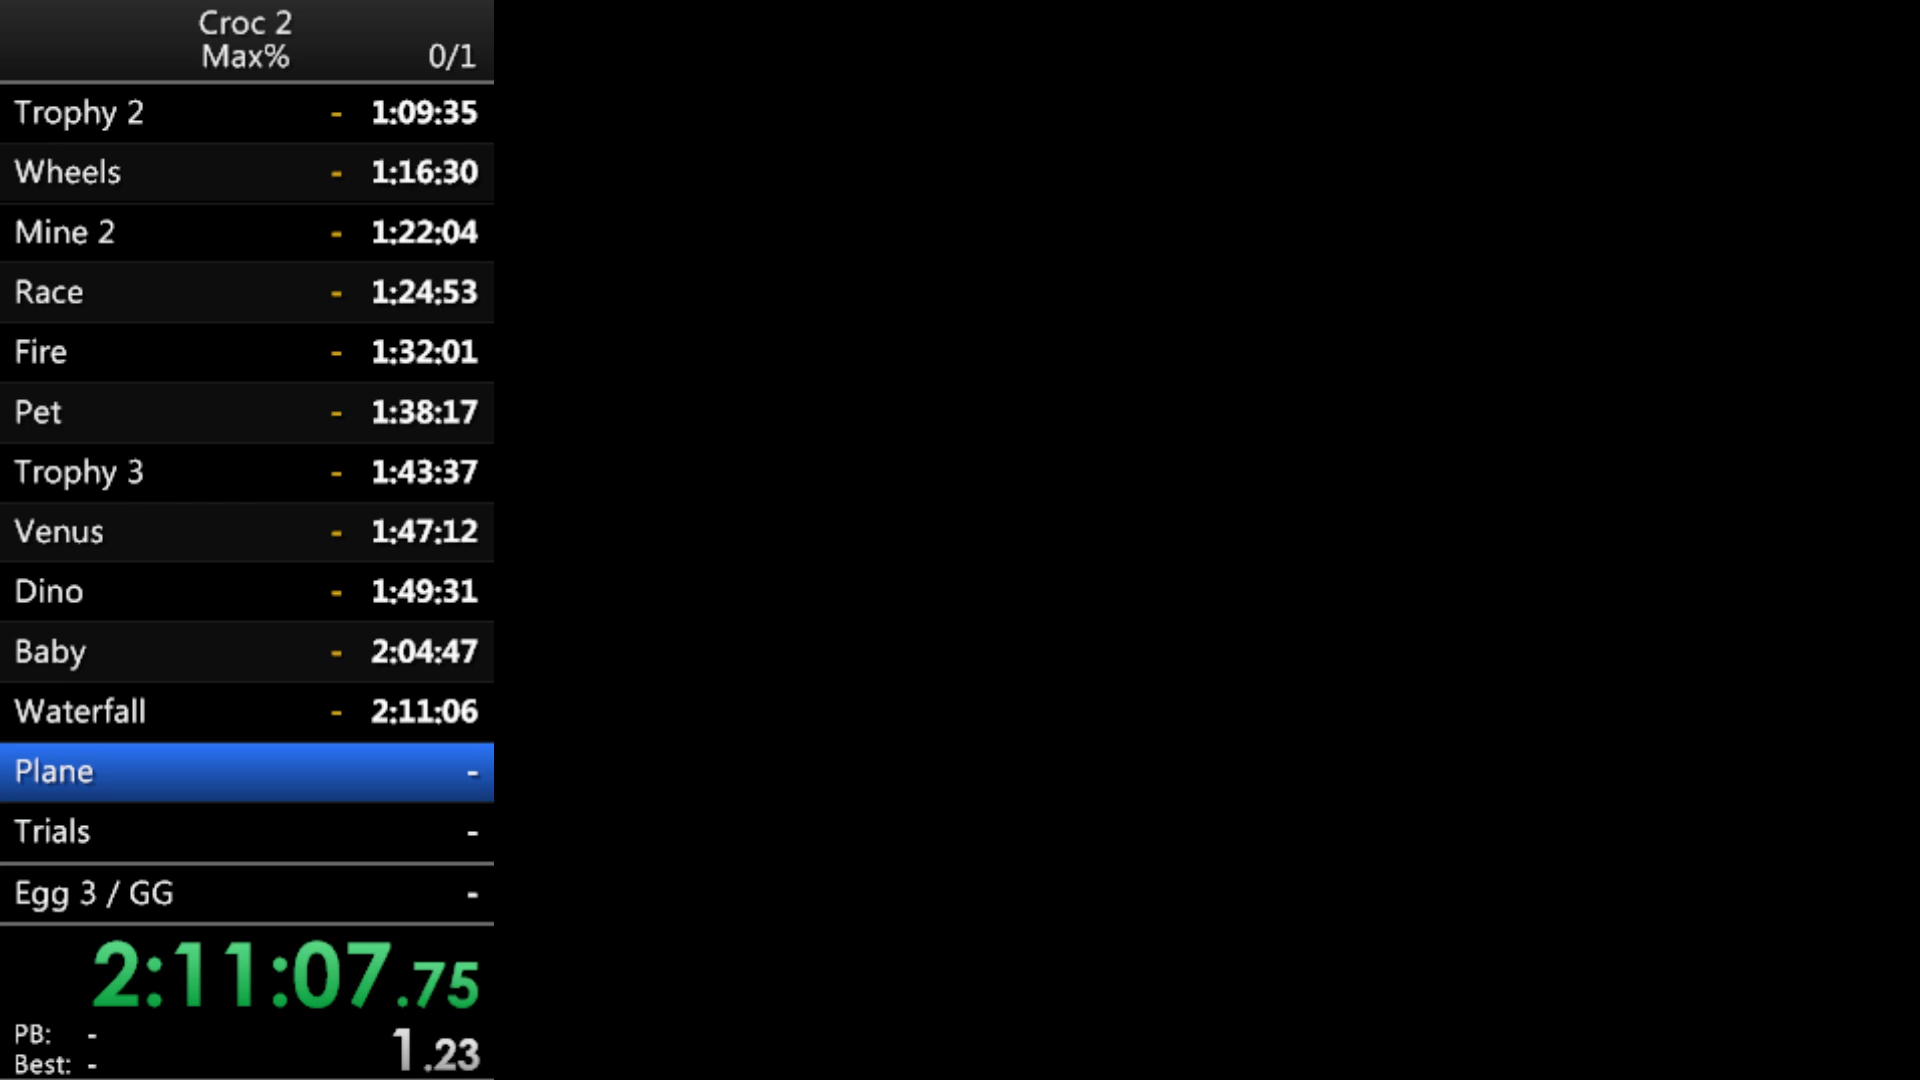 Croc 2
Max% 0/1
Trophy 2 - 1:09:35
Wheels - 1:16:30
Mine 2 - 1:22:04
Race - 1:24:53
Fire - 1:32:01
Pet - 1:38:17
Trophy 3 - 1:43:37
Venus - 1:47:12
Dino - 1:49:31
Baby - 2:04:47
Waterfall - 2:11:06
Plane -
Trials -
Egg 3 / GG -
2:11:07.75
PB: -
Best: - 1.23